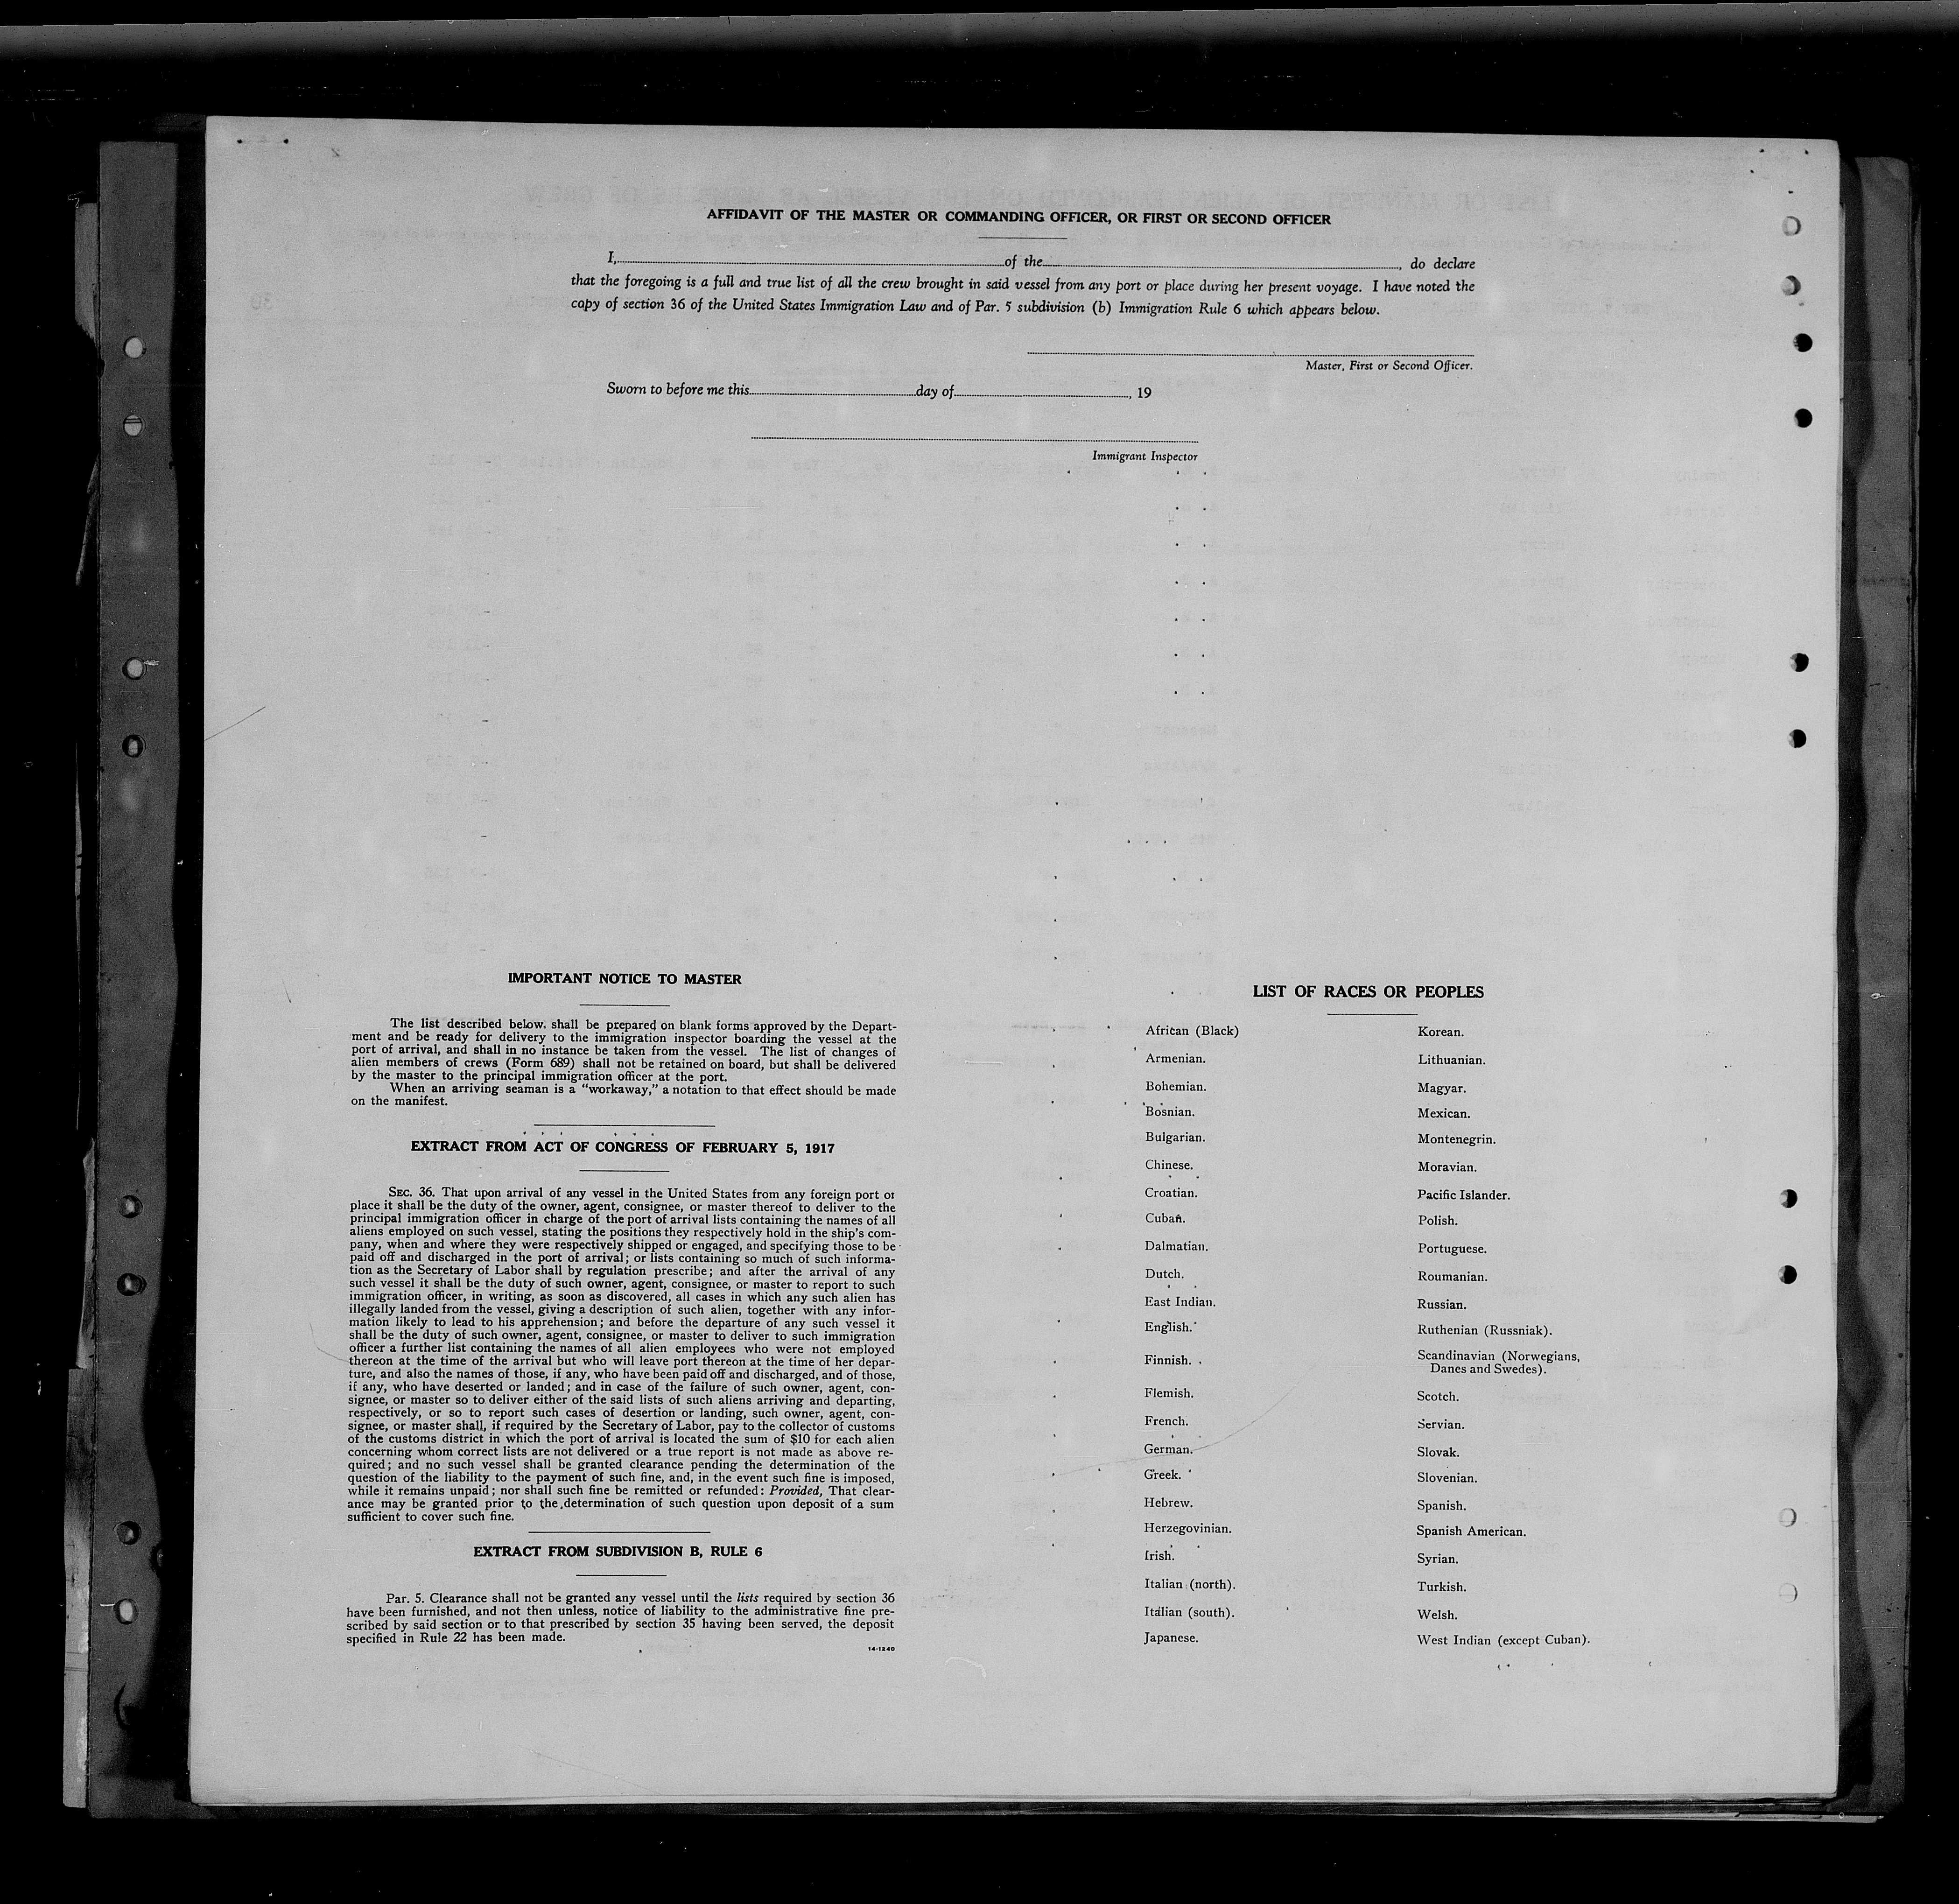 AFFIDAVIT OF THE MASTER OR COMMANDING OFFICER, OR FIRST OR SECOND OFFICER
I, of the , do declare
that the foregoing is a full and true list of all the crew brought in said vessel from any port or place during her present voyage. I have noted the
copy of section 36 of the United States Immigration Law and of Par. 5 subdivision (b) Immigration Rule 6 which appears below.
Master, First or Second Officer.
Sworn to before me this day of , 19
Immigrant Inspector
IMPORTANT NOTICE TO MASTER
The list described below shall be prepared on blank forms approved by the Depart-
ment and be ready for delivery to the immigration inspector boarding the vessel at the
port of arrival, and shall in no instance be taken from the vessel. The list of changes of
alien members of crews (Form 689) shall not be retained on board, but shall be delivered
by the master to the principal immigration officer at the port.
When an arriving seaman is a "workaway," a notation to that effect should be made
on the manifest.
EXTRACT FROM ACT OF CONGRESS OF FEBRUARY 5, 1917
SEC. 36. That upon arrival of any vessel in the United States from any foreign port or
place it shall be the duty of the owner, agent, consignee, or master thereof to deliver to the
principal immigration officer in charge of the port of arrival lists containing the names of all
aliens employed on such vessel, stating the positions they respectively hold in the ship's com-
pany, when and where they were respectively shipped or engaged, and specifying those to be
paid off and discharged in the port of arrival; or lists containing so much of such informa-
tion as the Secretary of Labor shall by regulation prescribe; and after the arrival of any
such vessel it shall be the duty of such owner, agent, consignee, or master to report to such
immigration officer, in writing, as soon as discovered, all cases in which any such alien has
illegally landed from the vessel, giving a description of such alien, together with any infor-
mation likely to lead to his apprehension; and before the departure of any such vessel it
shall be the duty of such owner, agent, consignee, or master to deliver to such immigration
officer a further list containing the names of all alien employees who were not employed
thereon at the time of the arrival but who will leave port thereon at the time of her depar-
ture, and also the names of those, if any, who have been paid off and discharged, and of those,
if any, who have deserted or landed; and in case of the failure of such owner, agent, con-
signee, or master so to deliver either of the said lists of such aliens arriving and departing,
respectively, or so to report such cases of desertion or landing, such owner, agent, con-
signee, or master shall, if required by the Secretary of Labor, pay to the collector of customs
of the customs district in which the port of arrival is located the sum of $10 for each alien
concerning whom correct lists are not delivered or a true report is not made as above re-
quired; and no such vessel shall be granted clearance pending the determination of the
question of the liability to the payment of such fine, and, in the event such fine is imposed,
while it remains unpaid; nor shall such fine be remitted or refunded: Provided, That clear-
ance may be granted prior to the determination of such question upon deposit of a sum
sufficient to cover such fine.
EXTRACT FROM SUBDIVISION B, RULE 6
Par. 5. Clearance shall not be granted any vessel until the lists required by section 36
have been furnished, and not then unless, notice of liability to the administrative fine pre-
scribed by said section or to that prescribed by section 35 having been served, the deposit
specified in Rule 22 has been made.
14-1240
LIST OF RACES OR PEOPLES
African (Black)
Armenian.
Bohemian.
Bosnian.
Bulgarian.
Chinese.
Croatian.
Cuban.
Dalmatian.
Dutch.
East Indian.
English.
Finnish.
Flemish.
French.
German.
Greek.
Hebrew.
Herzegovinian.
Irish.
Italian (north).
Italian (south).
Japanese.
Korean.
Lithuanian.
Magyar.
Mexican.
Montenegrin.
Moravian.
Pacific Islander.
Polish.
Portuguese.
Roumanian.
Russian.
Ruthenian (Russniak).
Scandinavian (Norwegians,
Danes and Swedes).
Scotch.
Servian.
Slovak.
Slovenian.
Spanish.
Spanish American.
Syrian.
Turkish.
Welsh.
West Indian (except Cuban).